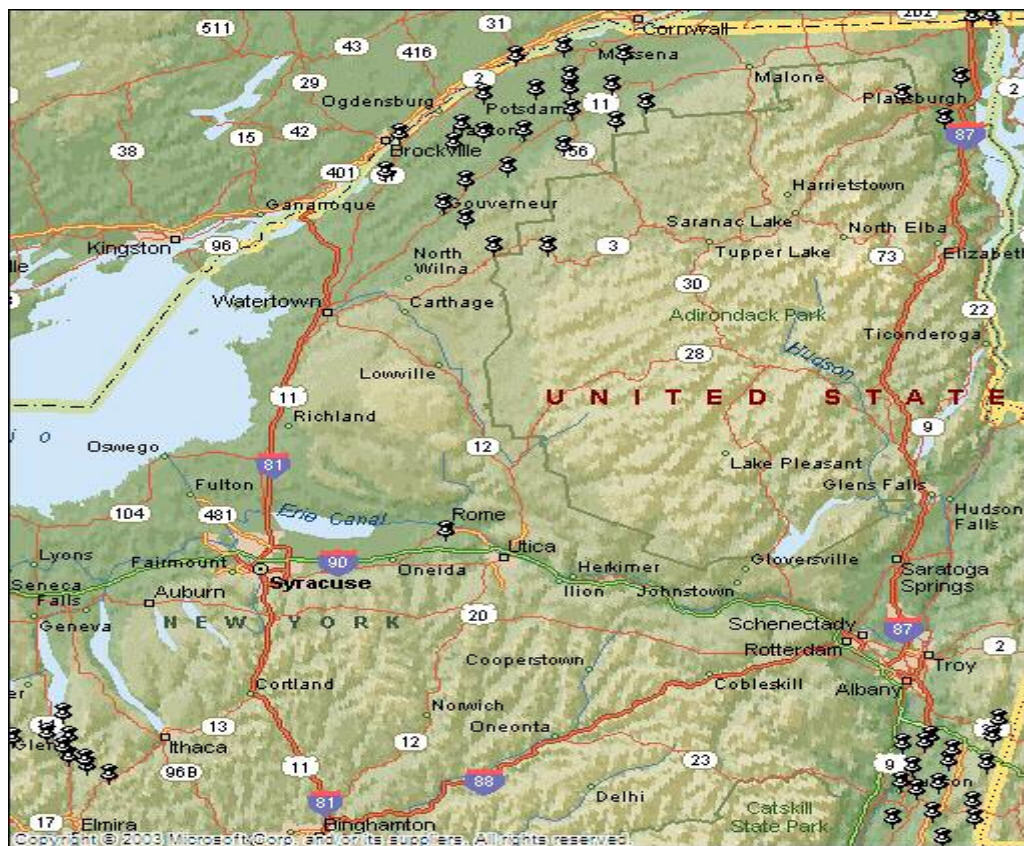 202
511
31
Cornwall
43
416
Massena
2
Malone
29
Ogdensburg
Potsdam
11
Plattsburgh
2
42
15
87
38
Brockville
56
401
Harrietstown
Gananoque
Gouverneur
Saranac Lake
North Elba
Kingston
96
North
Wilna
3
Tupper Lake
73
Elizabeth
30
Watertown
Carthage
Adirondack Park
22
Ticonderoga
28
Hudson
Lowville
11
UNITED STATE
Richland
9
Oswego
12
81
Lake Pleasant
Fulton
Glens Falls
104
481
Erie Canal
Rome
Hudson
Falls
Lyons
Fairmount
90
Utica
Gloversville
Syracuse
Oneida
Herkimer
Saratoga
Springs
Seneca
Falls
Auburn
Ilion
Johnstown
Geneva
NEW YORK
20
Schenectady
87
Rotterdam
2
Troy
Cooperstown
Cobleskill
Albany
Cortland
Norwich
Oneonta
13
Ithaca
12
96B
11
88
23
9
81
Delhi
Catskill
State Park
17
Elmira
Binghamton
Copyright © 2003 Microsoft Corp. and/or its suppliers. All rights reserved.